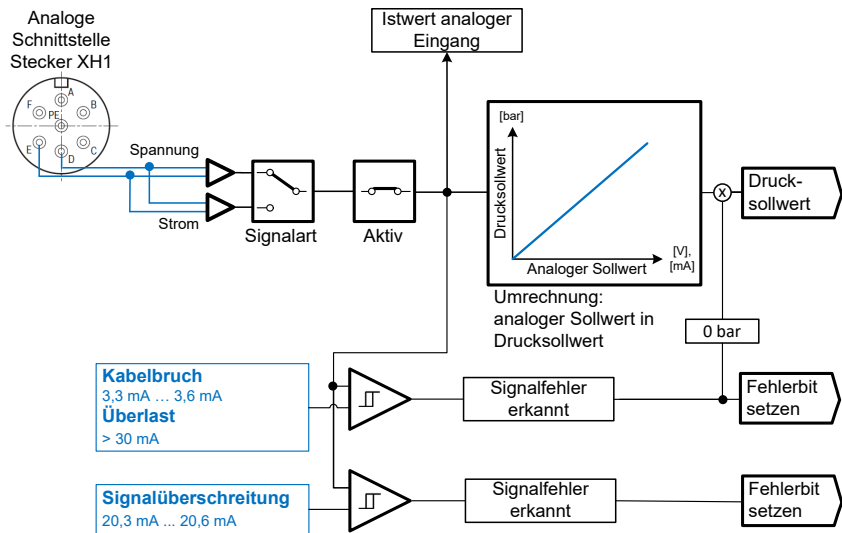 Analoge
Schnittstelle
Stecker XH1
A
F
B
PE
E
C
D
Spannung
Strom
Signalart
Aktiv
Istwert analoger
Eingang
[bar]
Drucksollwert
[V],
[mA]
Analoger Sollwert
Umrechnung:
analoger Sollwert in
Drucksollwert
x
Druck-
sollwert
0 bar
Kabelbruch
3,3 mA … 3,6 mA
Überlast
> 30 mA
Signalfehler
erkannt
Fehlerbit
setzen
Signalüberschreitung
20,3 mA ... 20,6 mA
Signalfehler
erkannt
Fehlerbit
setzen